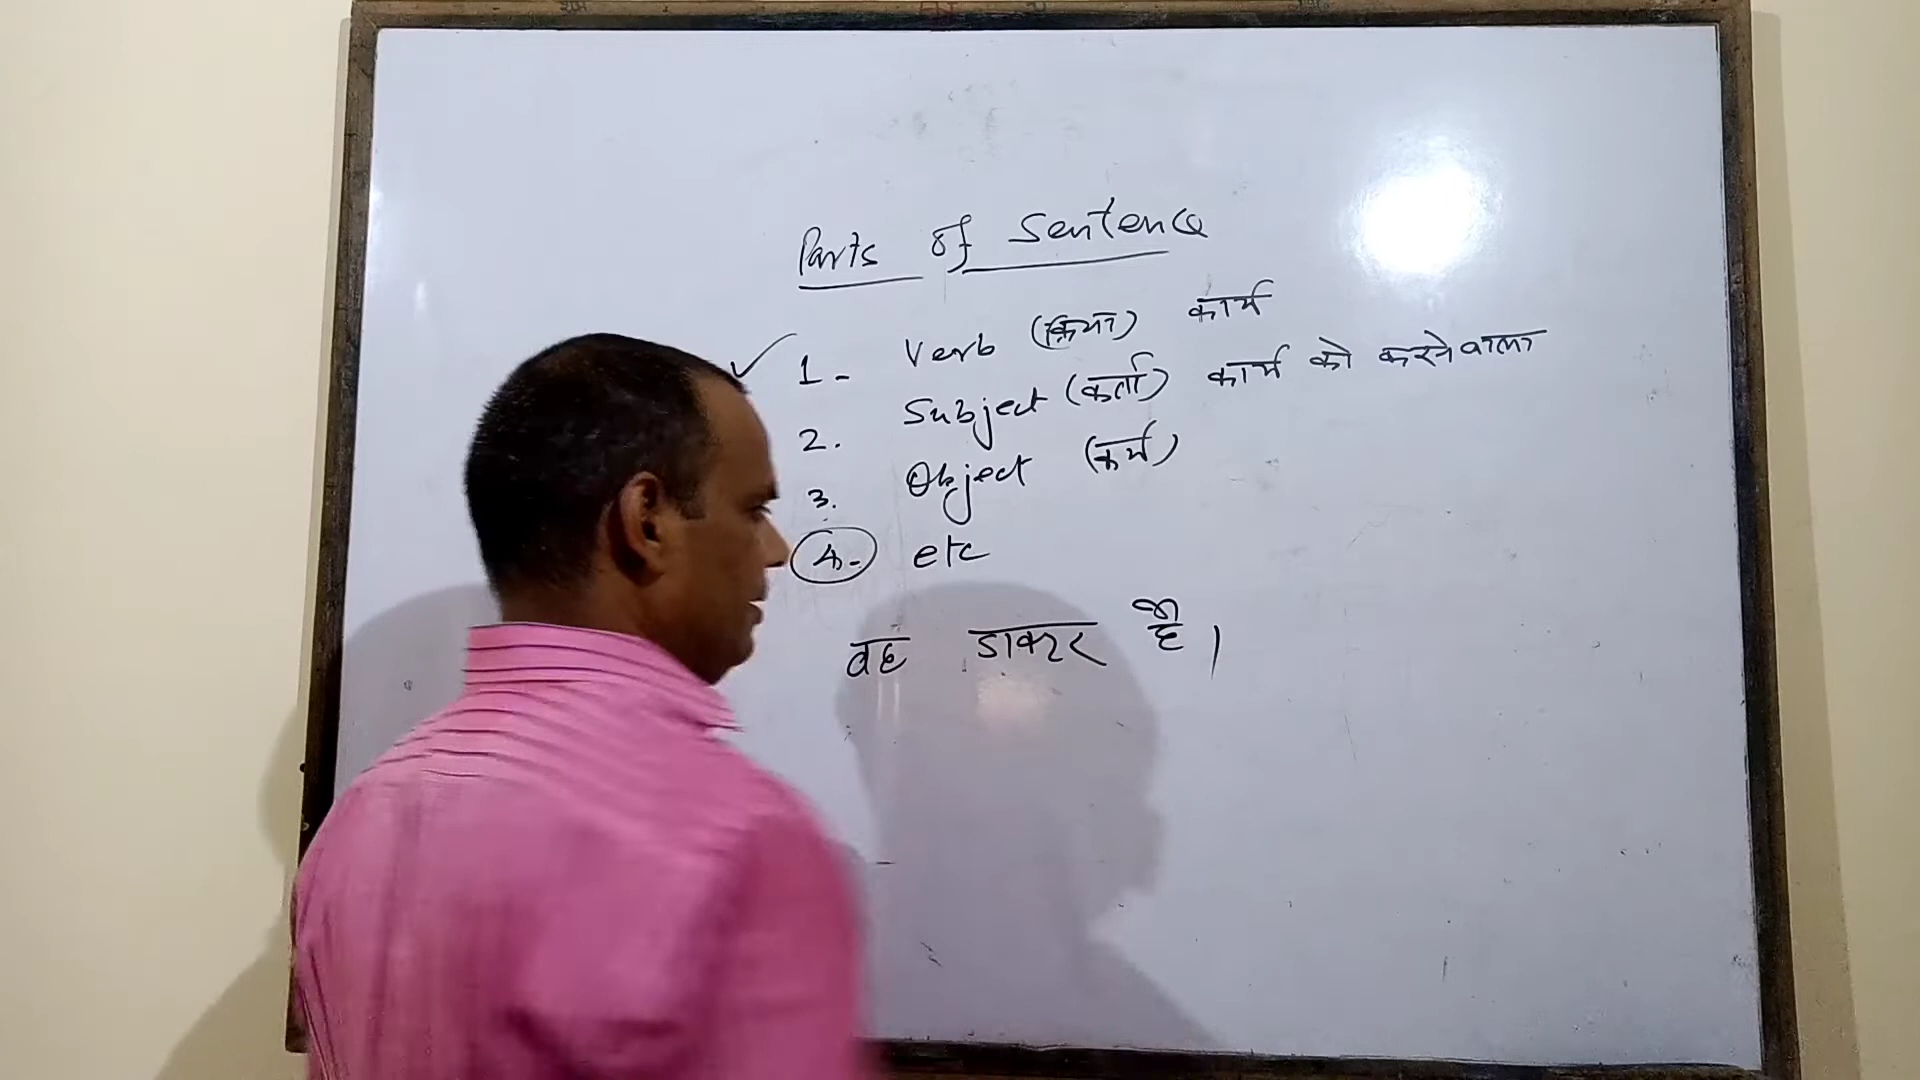 Parts of Sentence
1- Verb (क्रिया) कार्य
2. Subject (कर्ता) कार्य को करने वाला
3. Object (कर्म)
4- etc
वह डाक्टर है।